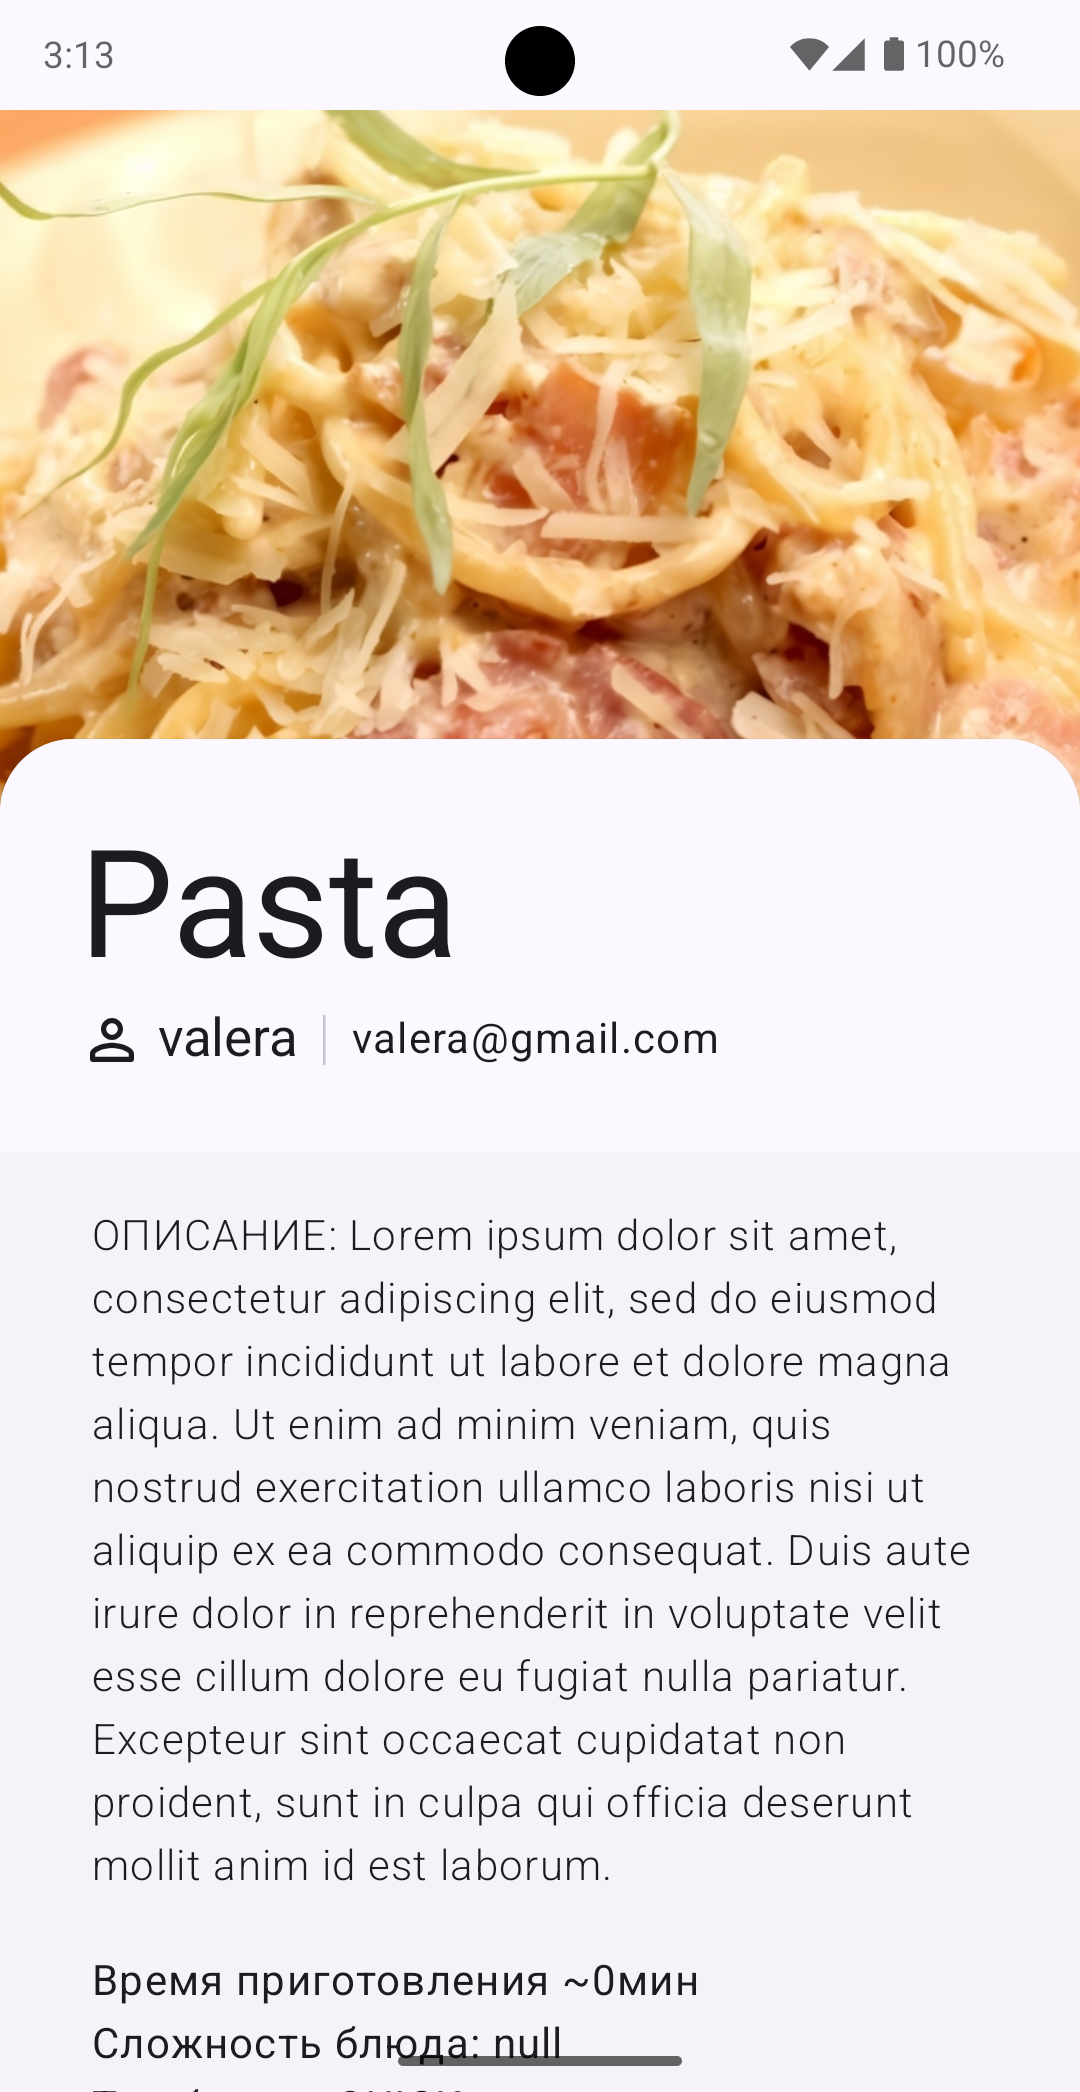 3:13
100%
Pasta
valera
valera@gmail.com
ОПИСАНИЕ: Lorem ipsum dolor sit amet,
consectetur adipiscing elit, sed do eiusmod
tempor incididunt ut labore et dolore magna
aliqua. Ut enim ad minim veniam, quis
nostrud exercitation ullamco laboris nisi ut
aliquip ex ea commodo consequat. Duis aute
irure dolor in reprehenderit in voluptate velit
esse cillum dolore eu fugiat nulla pariatur.
Excepteur sint occaecat cupidatat non
proident, sunt in culpa qui officia deserunt
mollit anim id est laborum.
Время приготовления ~0мин
Сложность блюда: null